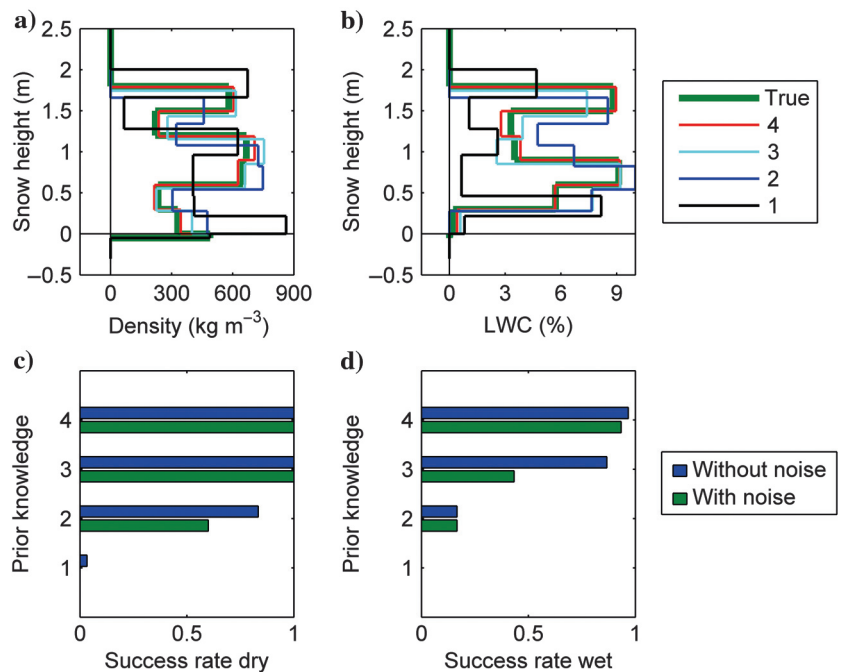 a)
2.5
2
1.5
1
0.5
0
–0.5
Snow height (m)
0 300 600 900
Density (kg m⁻³)
b)
2.5
2
1.5
1
0.5
0
–0.5
Snow height (m)
0 3 6 9
LWC (%)
True
4
3
2
1
c)
4
3
2
1
Prior knowledge
0 0.5 1
Success rate dry
d)
4
3
2
1
Prior knowledge
0 0.5 1
Success rate wet
Without noise
With noise